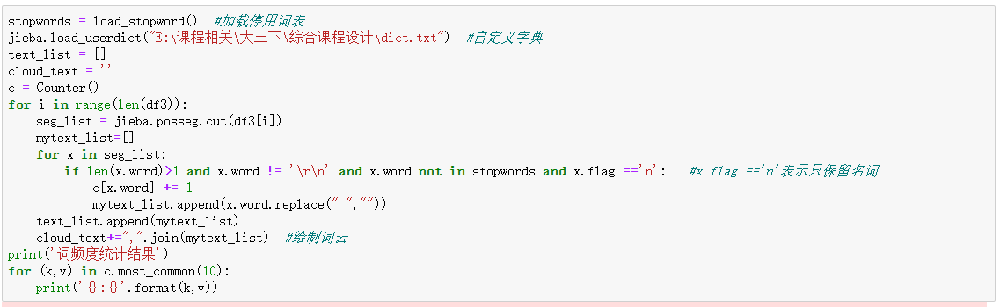 stopwords = load_stopword()  #加载停用词表
jieba.load_userdict("E:\课程相关\大三下\综合课程设计\dict.txt")  #自定义字典
text_list = []
cloud_text = ''
c = Counter()
for i in range(len(df3)):
    seg_list = jieba.posseg.cut(df3[i])
    mytext_list=[]
    for x in seg_list:
        if len(x.word)>1 and x.word != '\r\n' and x.word not in stopwords and x.flag =='n':   #x.flag =='n'表示只保留名词
            c[x.word] += 1
            mytext_list.append(x.word.replace(" ",""))
    text_list.append(mytext_list)
    cloud_text+=",".join(mytext_list)  #绘制词云
print('词频度统计结果')
for (k,v) in c.most_common(10):
    print('{}:{}'.format(k,v))